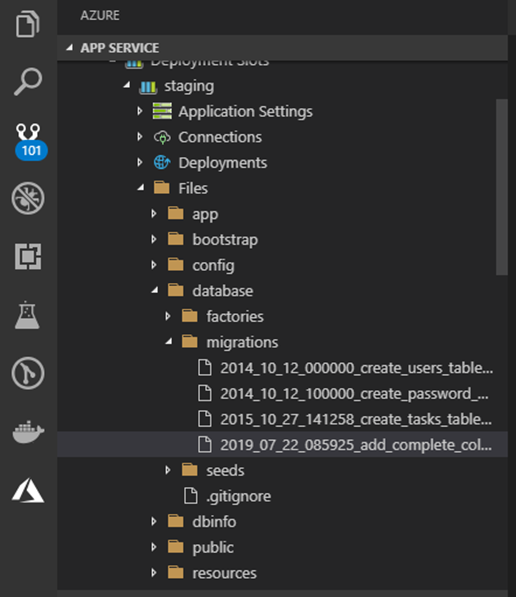 AZURE
APP SERVICE
Deployment Slots
staging
Application Settings
Connections
101
Deployments
Files
app
bootstrap
config
database
factories
migrations
2014_10_12_000000_create_users_table...
2014_10_12_100000_create_password_...
2015_10_27_141258_create_tasks_table...
2019_07_22_085925_add_complete_col...
seeds
.gitignore
dbinfo
public
resources